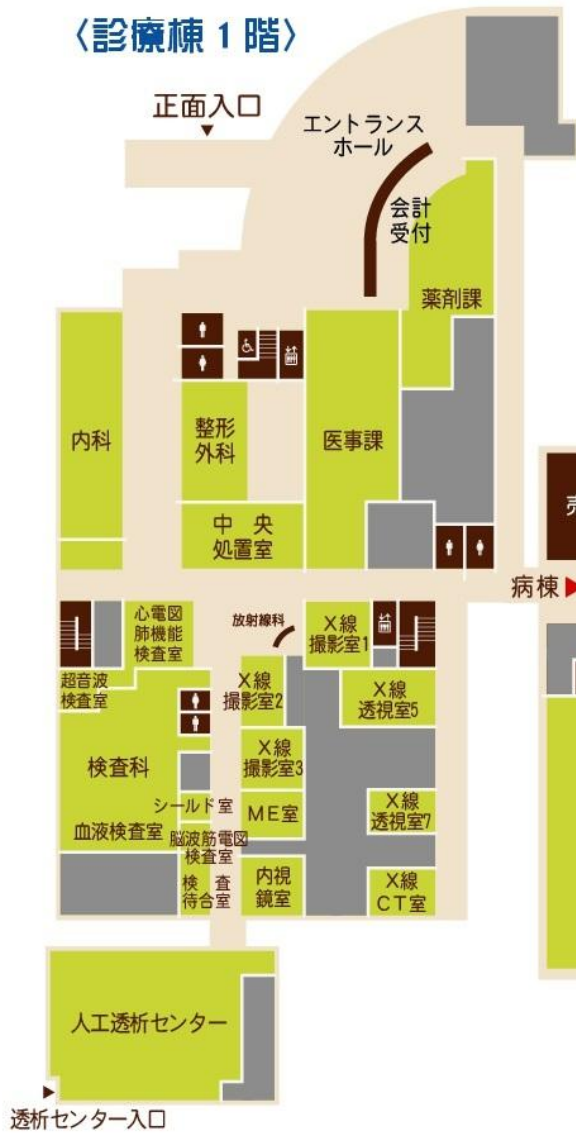 〈診療棟1階〉
正面入口
エントランス
ホール
会計
受付
薬剤課
内科
整形
外科
医事課
中 央
処置室
売
病棟
心電図
肺機能
検査室
放射線科
X線
撮影室1
超音波
検査室
X線
撮影室2
X線
透視室5
検査科
X線
撮影室3
シールド室
ME室
X線
透視室7
血液検査室
脳波筋電図
検査室
検 査
待合室
内視
鏡室
X線
CT室
人工透析センター
透析センター入口